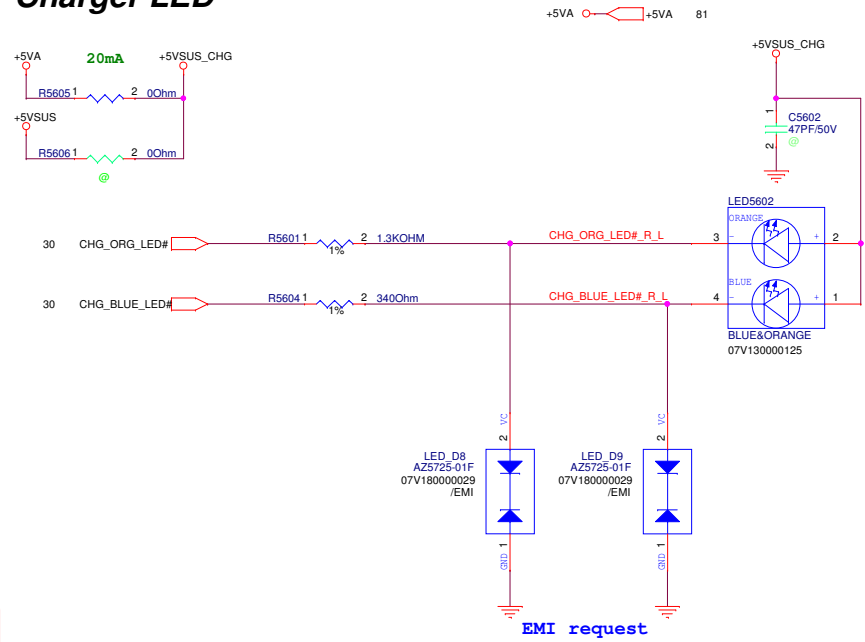 Charger LED
+5VA +5VA 81
+5VA 20mA +5VSUS_CHG
R5605 1 2 0Ohm
+5VSUS
R5606 1 2 0Ohm
@
+5VSUS_CHG
1
C5602
47PF/50V
@
2
LED5602
ORANGE
30 CHG_ORG_LED# R5601 1 2 1.3KOHM CHG_ORG_LED#_R_L 3 - + 2
1%
BLUE
30 CHG_BLUE_LED# R5604 1 2 340Ohm CHG_BLUE_LED#_R_L 4 - + 1
1%
BLUE&ORANGE
07V130000125
VC VC
2 2
LED_D8 LED_D9
AZ5725-01F AZ5725-01F
07V180000029 07V180000029
/EMI /EMI
1 1
GND GND
EMI request